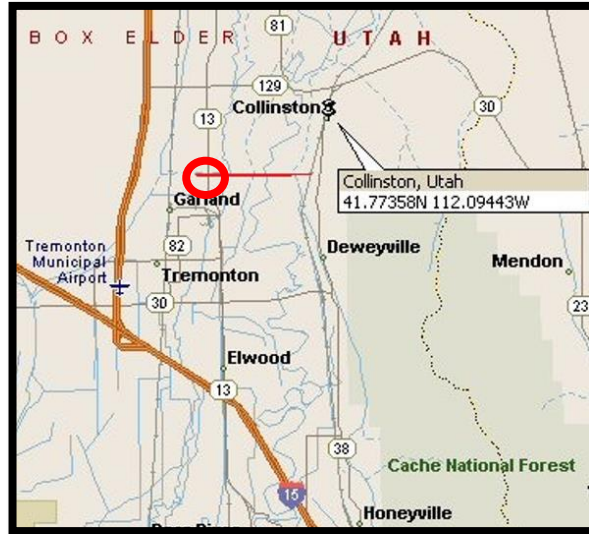 BOX ELDER
UTAH
81
129
Collinston
30
13
Collinston, Utah
41.77358N 112.09443W
Garland
82
Deweyville
Tremonton
Municipal
Airport
Tremonton
Mendon
30
23
Elwood
13
38
Cache National Forest
15
Honeyville